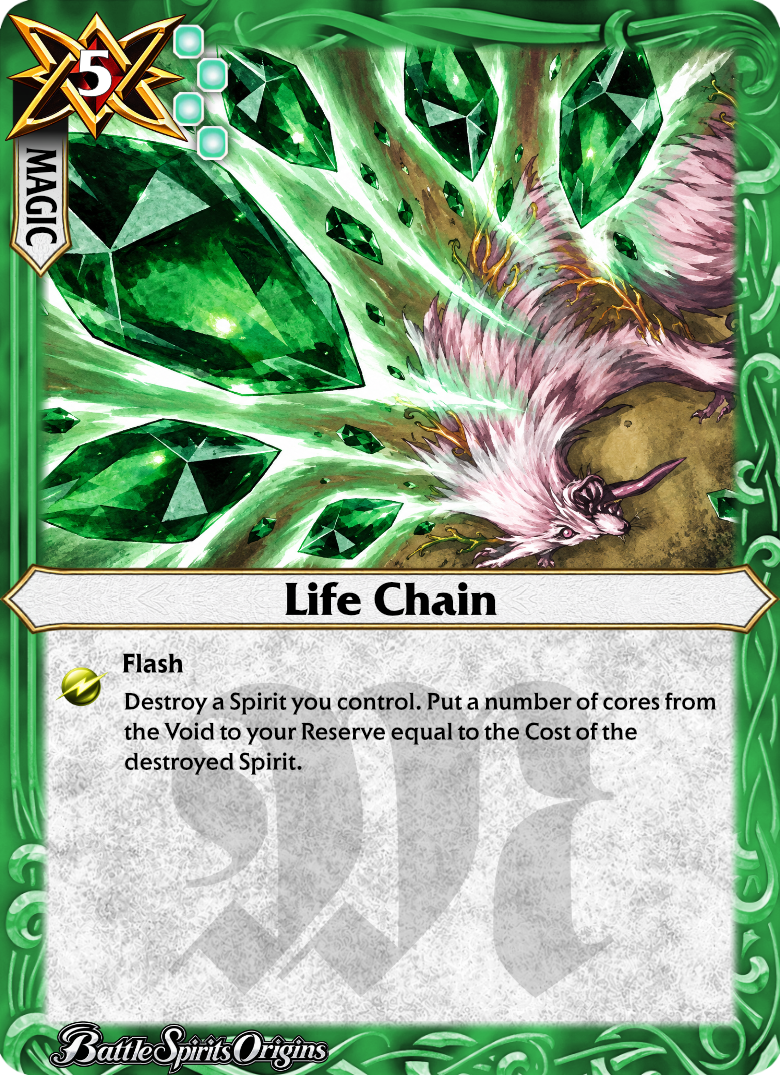 5
MAGIC
Life Chain
Flash
Destroy a Spirit you control. Put a number of cores from
the Void to your Reserve equal to the Cost of the
destroyed Spirit.
M
Battle Spirits Origins